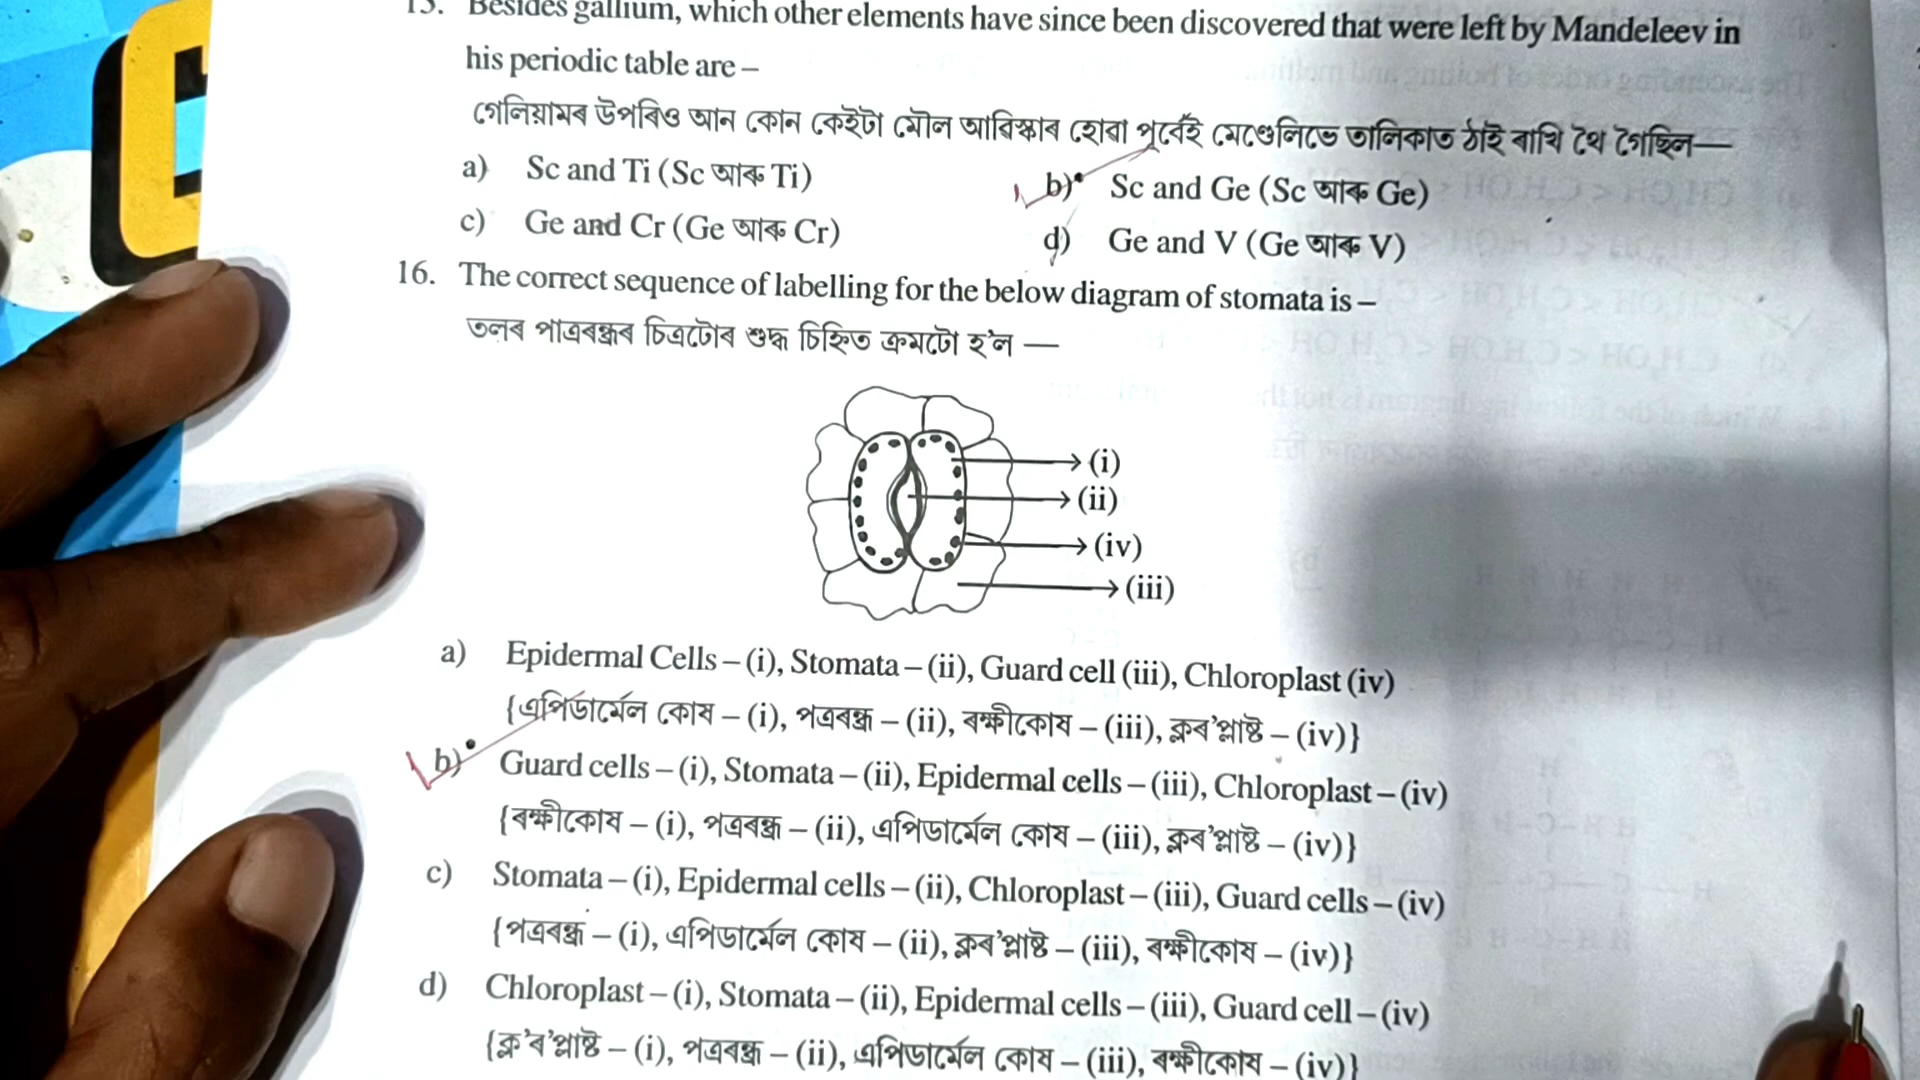 15. Besides gallium, which other elements have since been discovered that were left by Mandeleev in
his periodic table are –
গেলিয়ামৰ উপৰিও আন কোন কেইটা মৌল আৱিস্কাৰ হোৱা পূৰ্বেই মেণ্ডেলিভে তালিকাত ঠাই ৰাখি থৈ গৈছিল—
a) Sc and Ti (Sc আৰু Ti)
b) Sc and Ge (Sc আৰু Ge)
c) Ge and Cr (Ge আৰু Cr)
d) Ge and V (Ge আৰু V)
16. The correct sequence of labelling for the below diagram of stomata is –
তলৰ পাত্ৰৰন্ধ্ৰৰ চিত্ৰটোৰ শুদ্ধ চিহ্নিত ক্ৰমটো হ'ল —
(i)
(ii)
(iv)
(iii)
a) Epidermal Cells – (i), Stomata – (ii), Guard cell (iii), Chloroplast (iv)
{এপিডাৰ্মেল কোষ – (i), পত্ৰৰন্ধ্ৰ – (ii), ৰক্ষীকোষ – (iii), ক্লৰ'প্লাষ্ট – (iv)}
b) Guard cells – (i), Stomata – (ii), Epidermal cells – (iii), Chloroplast – (iv)
{ৰক্ষীকোষ – (i), পত্ৰৰন্ধ্ৰ – (ii), এপিডাৰ্মেল কোষ – (iii), ক্লৰ'প্লাষ্ট – (iv)}
c) Stomata – (i), Epidermal cells – (ii), Chloroplast – (iii), Guard cells – (iv)
{পত্ৰৰন্ধ্ৰ – (i), এপিডাৰ্মেল কোষ – (ii), ক্লৰ'প্লাষ্ট – (iii), ৰক্ষীকোষ – (iv)}
d) Chloroplast – (i), Stomata – (ii), Epidermal cells – (iii), Guard cell – (iv)
{ক্ল'ৰ'প্লাষ্ট – (i), পত্ৰৰন্ধ্ৰ – (ii), এপিডাৰ্মেল কোষ – (iii), ৰক্ষীকোষ – (iv)}